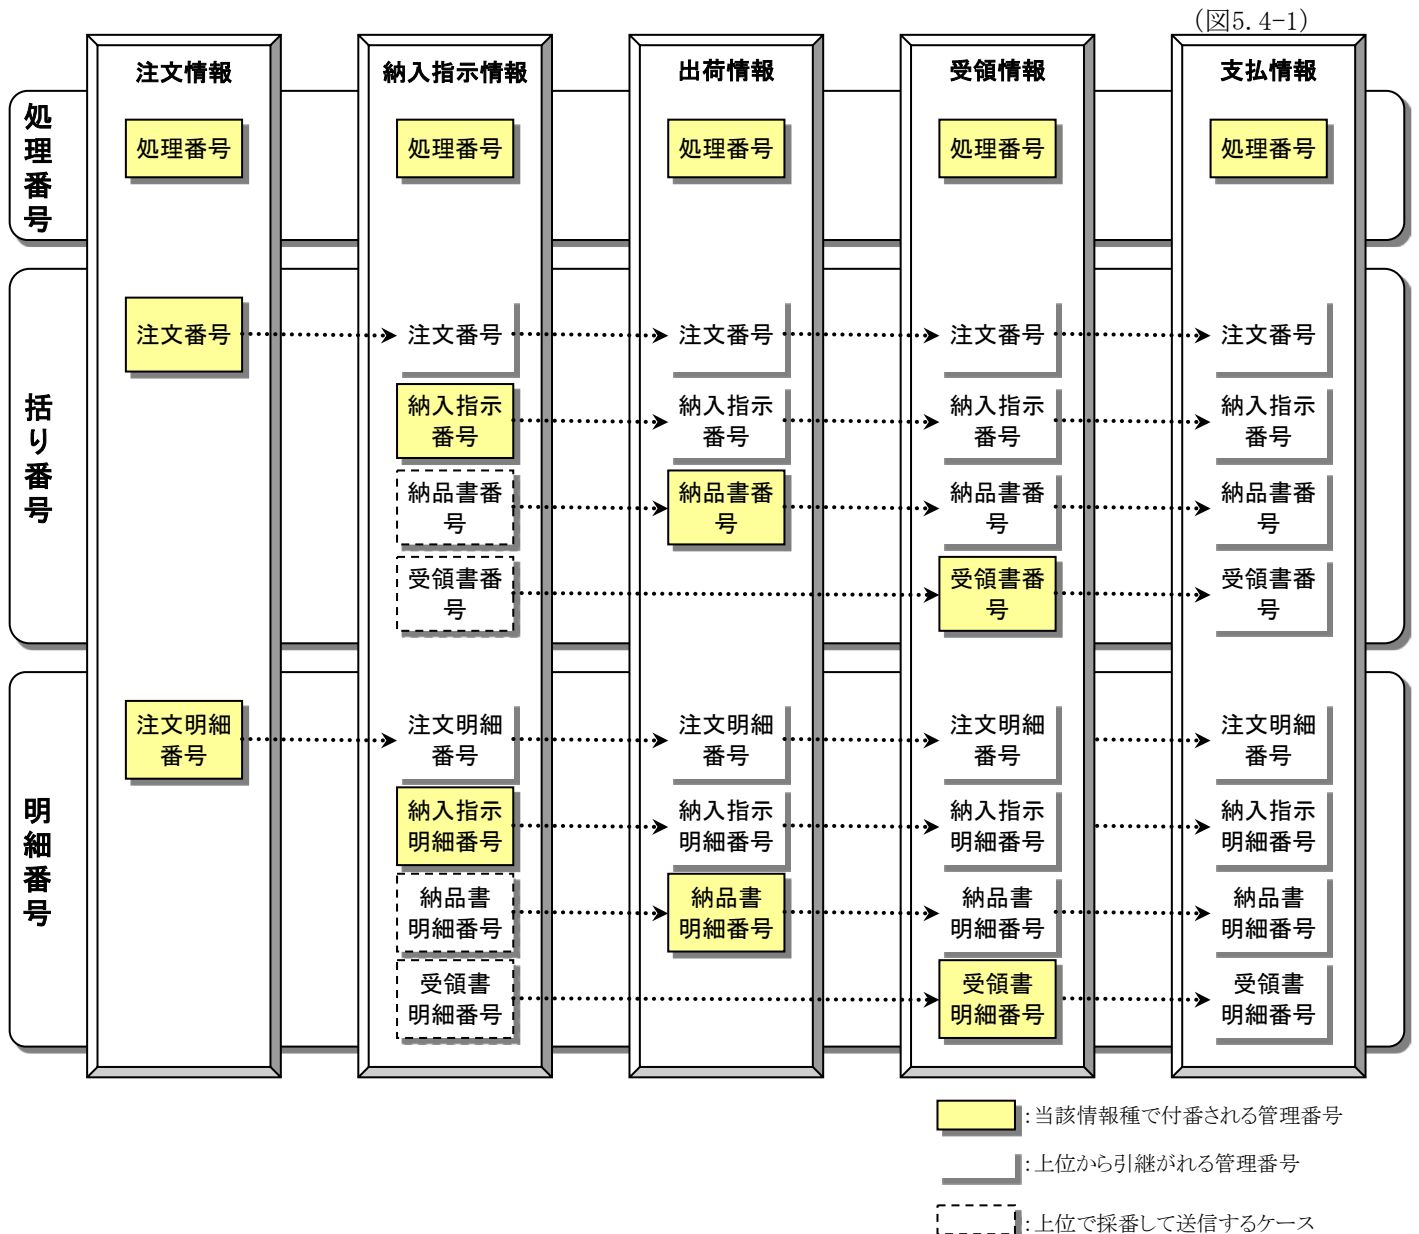 （図5.4-1）
注文情報
納入指示情報
出荷情報
受領情報
支払情報
処理番号
処理番号
処理番号
処理番号
処理番号
処理番号
括り番号
注文番号
注文番号
注文番号
注文番号
注文番号
納入指示
番号
納入指示
番号
納入指示
番号
納入指示
番号
納品書番
号
納品書番
号
納品書番
号
納品書番
号
受領書番
号
受領書番
号
受領書番
号
明細番号
注文明細
番号
注文明細
番号
注文明細
番号
注文明細
番号
注文明細
番号
納入指示
明細番号
納入指示
明細番号
納入指示
明細番号
納入指示
明細番号
納品書
明細番号
納品書
明細番号
納品書
明細番号
納品書
明細番号
受領書
明細番号
受領書
明細番号
受領書
明細番号
：当該情報種で付番される管理番号
：上位から引継がれる管理番号
：上位で採番して送信するケース